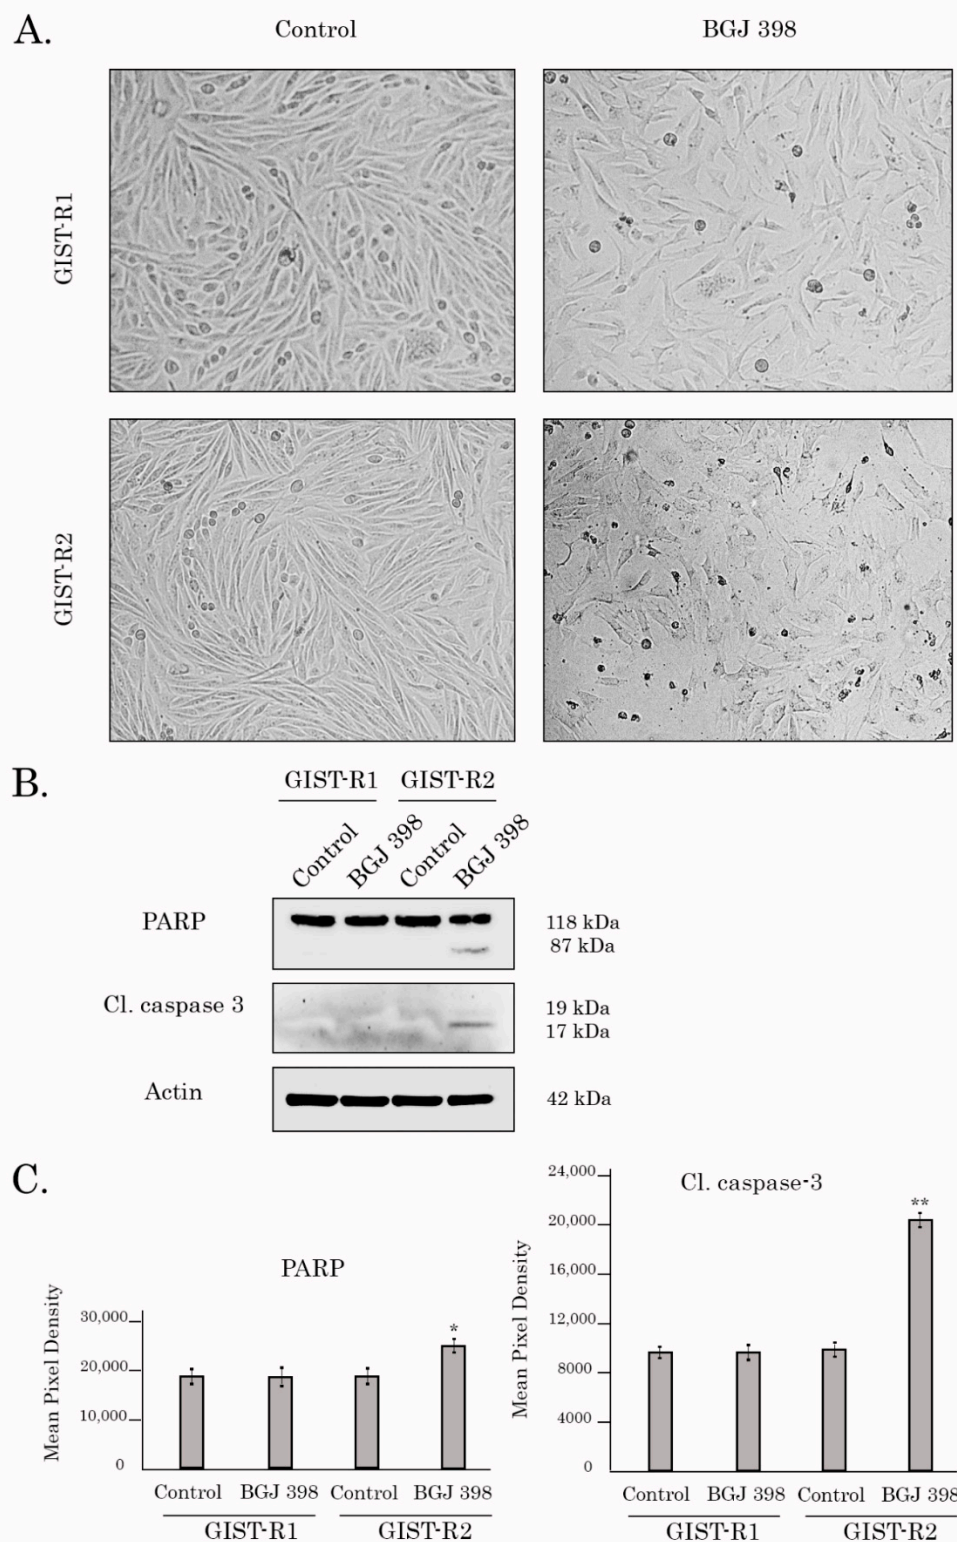 A.
Control
BGJ 398
GIST-R1
GIST-R2
B.
GIST-R1 GIST-R2
Control BGJ 398 Control BGJ 398
PARP
118 kDa
87 kDa
Cl. caspase 3
19 kDa
17 kDa
Actin
42 kDa
C.
PARP
Mean Pixel Density
30,000
20,000
10,000
0
*
Control BGJ 398 Control BGJ 398
GIST-R1 GIST-R2
Cl. caspase-3
Mean Pixel Density
24,000
20,000
16,000
12,000
8000
4000
0
**
Control BGJ 398 Control BGJ 398
GIST-R1 GIST-R2